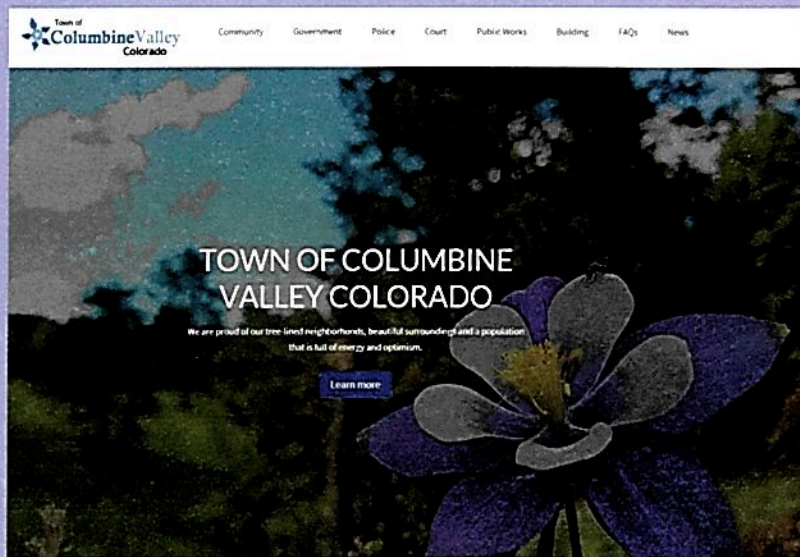 Town of
ColumbineValley
Colorado
Community Government Police Court Public Works Building FAQs News
TOWN OF COLUMBINE
VALLEY COLORADO
We are proud of our tree-lined neighborhoods, beautiful surroundings and a population
that is full of energy and optimism.
Learn more